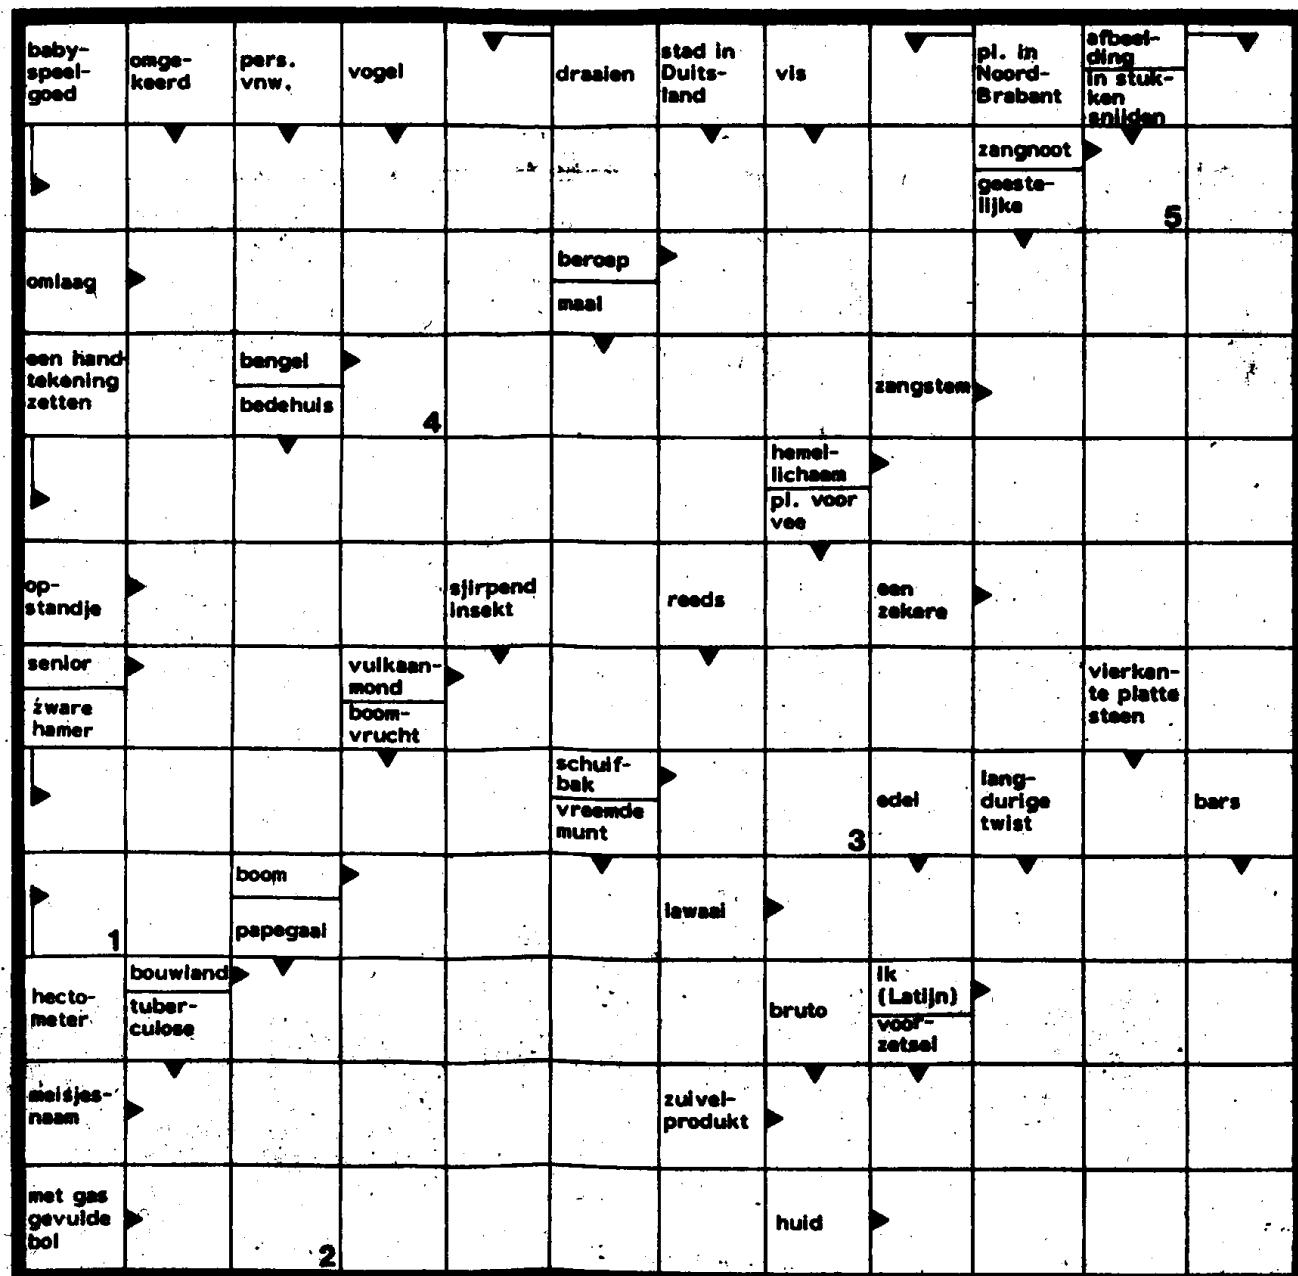 baby-
speel-
goed
omge-
keerd
pers.
vnw.
vogel
draaien
stad in
Duits-
land
vis
pl. in
Noord-
Brabant
afbeel-
ding
in stuk-
ken
snijden
zangnoot
geeste-
lijke
5
omlaag
beroep
maal
een hand-
tekening
zetten
bengel
bedehuis
4
zangstem
hemel-
lichaam
pl. voor
vee
op-
standje
sjirpend
insekt
reeds
een
zekere
senior
zware
hamer
vulkaan-
mond
boom-
vrucht
vierkan-
te platte
steen
schuif-
bak
vreemde
munt
3
edel
lang-
durige
twist
bars
1
boom
papegaai
lawaai
hecto-
meter
bouwland
tuber-
culose
bruto
ik
(Latijn)
voor-
zetsel
meisjes-
naam
zuivel-
produkt
met gas
gevulde
bol
2
huid